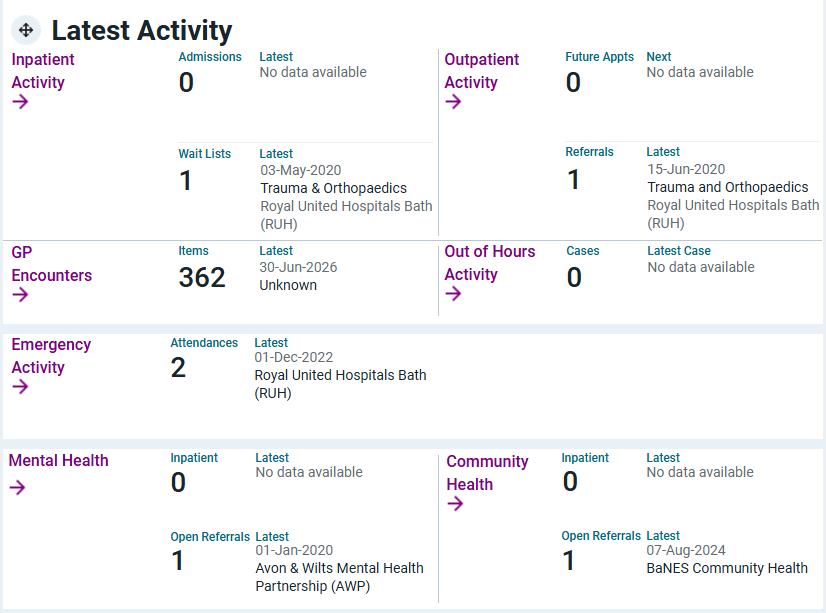 Latest Activity
Inpatient
Activity
Admissions
0
Latest
No data available
Wait Lists
1
Latest
03-May-2020
Trauma & Orthopaedics
Royal United Hospitals Bath
(RUH)
Outpatient
Activity
Future Appts
0
Next
No data available
Referrals
1
Latest
15-Jun-2020
Trauma and Orthopaedics
Royal United Hospitals Bath
(RUH)
GP
Encounters
Items
362
Latest
30-Jun-2026
Unknown
Out of Hours
Activity
Cases
0
Latest Case
No data available
Emergency
Activity
Attendances
2
Latest
01-Dec-2022
Royal United Hospitals Bath
(RUH)
Mental Health
Inpatient
0
Latest
No data available
Open Referrals
1
Latest
01-Jan-2020
Avon & Wilts Mental Health
Partnership (AWP)
Community
Health
Inpatient
0
Latest
No data available
Open Referrals
1
Latest
07-Aug-2024
BaNES Community Health